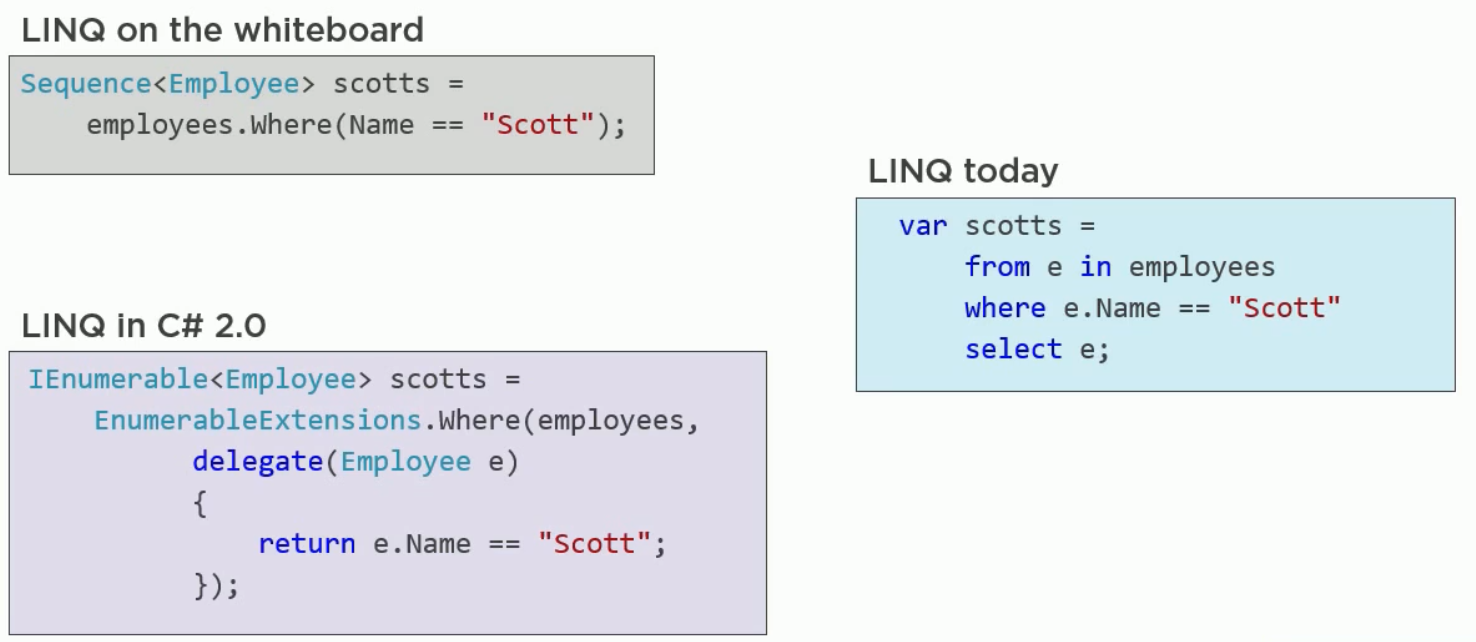 LINQ on the whiteboard
Sequence<Employee> scotts =
    employees.Where(Name == "Scott");
LINQ in C# 2.0
IEnumerable<Employee> scotts =
    EnumerableExtensions.Where(employees,
          delegate(Employee e)
          {
              return e.Name == "Scott";
          });
LINQ today
var scotts =
    from e in employees
    where e.Name == "Scott"
    select e;